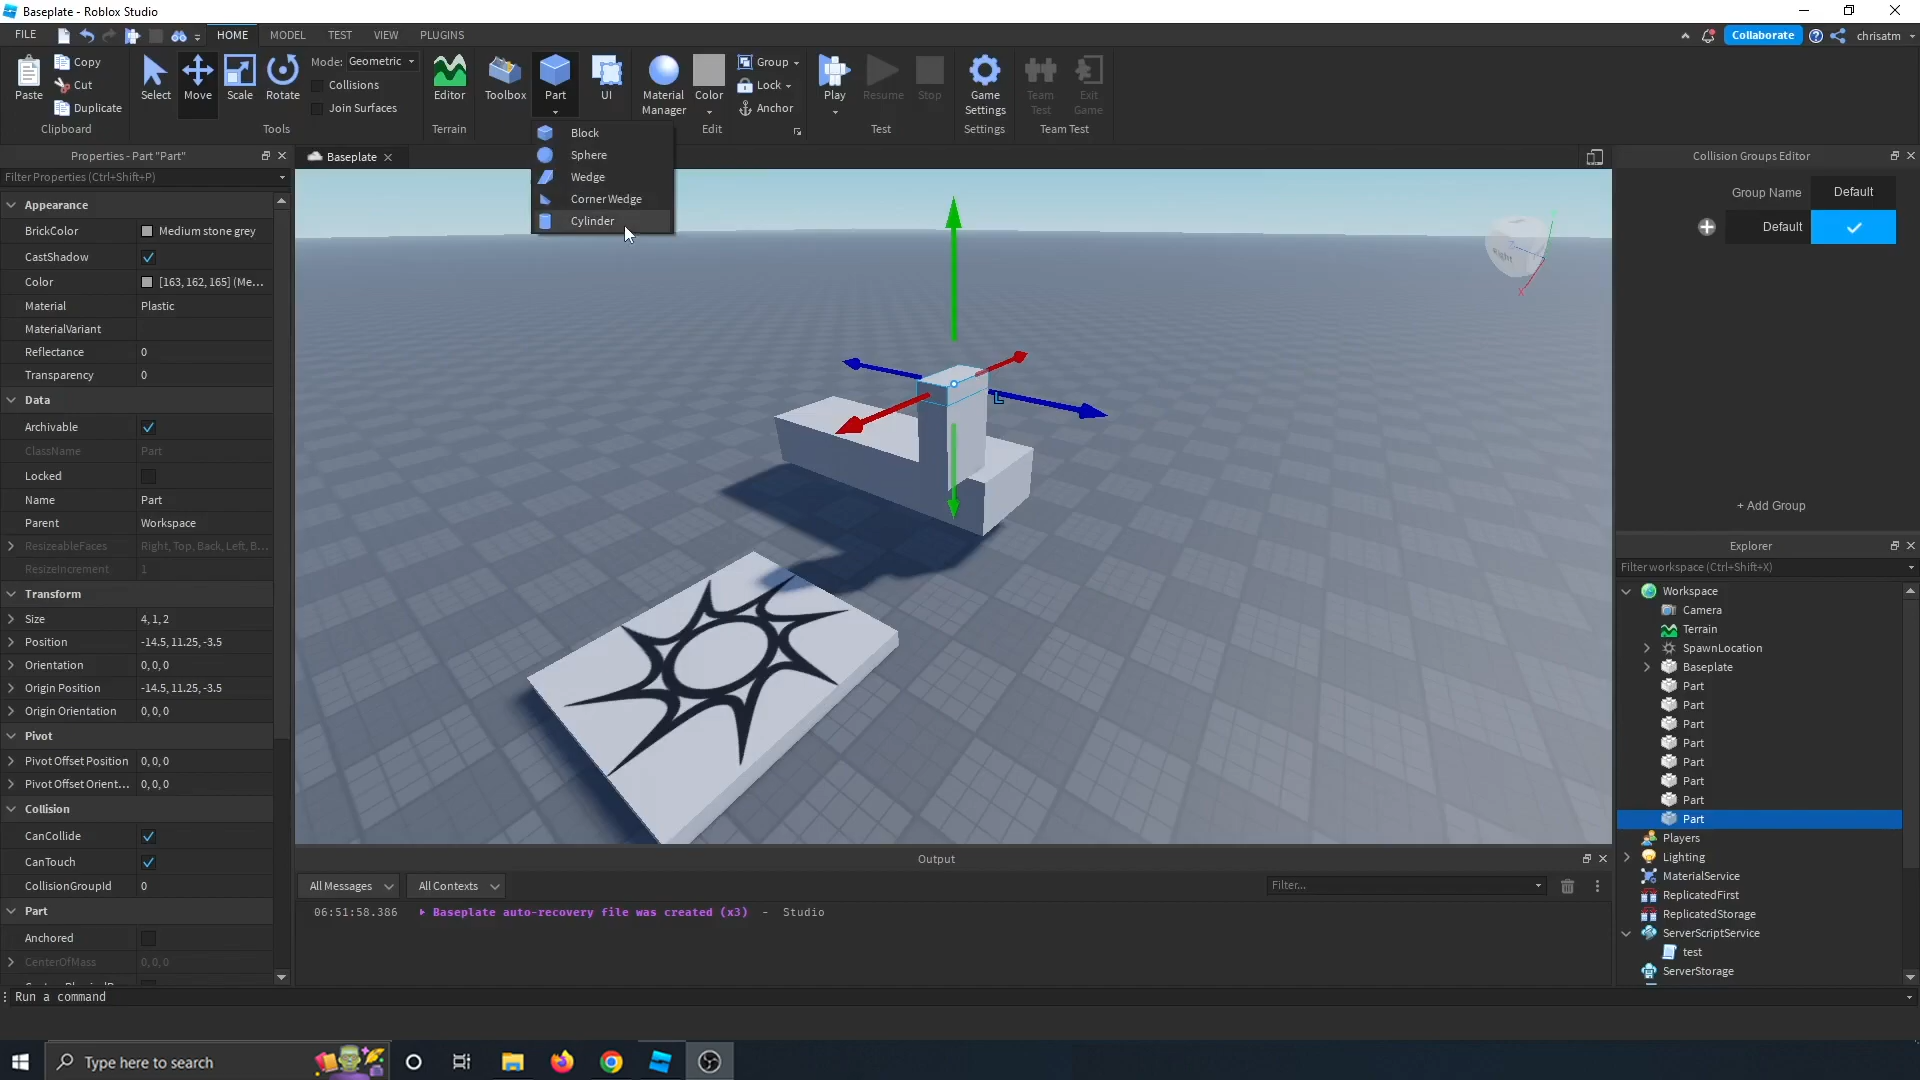 Baseplate - Roblox Studio
FILE
HOME
MODEL
TEST
VIEW
PLUGINS
Collaborate
chrisatm
Paste
Copy
Cut
Duplicate
Clipboard
Select
Move
Scale
Rotate
Mode: Geometric
Collisions
Join Surfaces
Tools
Editor
Terrain
Toolbox
Part
UI
Material
Manager
Color
Group
Lock
Anchor
Edit
Play
Resume
Stop
Test
Game
Settings
Settings
Team
Test
Exit
Game
Team Test
Block
Sphere
Wedge
CornerWedge
Cylinder
Properties - Part "Part"
Filter Properties (Ctrl+Shift+P)
Appearance
BrickColor Medium stone grey
CastShadow
Color [163, 162, 165] (Me...
Material Plastic
MaterialVariant
Reflectance 0
Transparency 0
Data
Archivable
ClassName Part
Locked
Name Part
Parent Workspace
ResizeableFaces Right, Top, Back, Left, B...
ResizeIncrement 1
Transform
Size 4, 1, 2
Position -14.5, 11.25, -3.5
Orientation 0, 0, 0
Origin Position -14.5, 11.25, -3.5
Origin Orientation 0, 0, 0
Pivot
Pivot Offset Position 0, 0, 0
Pivot Offset Orient... 0, 0, 0
Collision
CanCollide
CanTouch
CollisionGroupId 0
Part
Anchored
CenterOfMass 0, 0, 0
Baseplate
Right
X
L
Collision Groups Editor
Group Name Default
Default
+ Add Group
Explorer
Filter workspace (Ctrl+Shift+X)
Workspace
Camera
Terrain
SpawnLocation
Baseplate
Part
Part
Part
Part
Part
Part
Part
Part
Players
Lighting
MaterialService
ReplicatedFirst
ReplicatedStorage
ServerScriptService
test
ServerStorage
Output
All Messages
All Contexts
Filter...
06:51:58.386 Baseplate auto-recovery file was created (x3) - Studio
Run a command
Type here to search